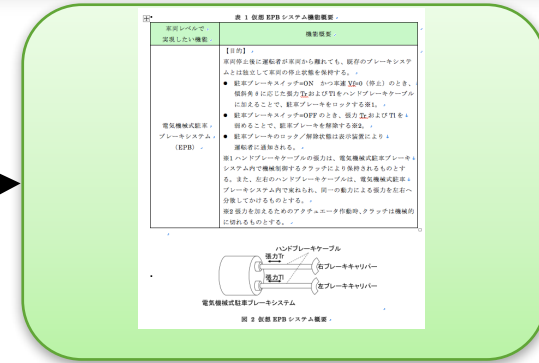 表 1 仮想 EPB システム機能概要
車両レベルで
実現したい機能
機能概要
【目的】
車両停止後に運転者が車両から離れても、既存のブレーキシステ
ムとは独立して車両の停止状態を保持する。
● 駐車ブレーキスイッチ=ON かつ車速 Vf=0（停止）のとき、
傾斜央 δ に応じた張力 Tr および Tl をハンドブレーキケーブル
に加えることで、駐車ブレーキをロックする※1。
● 駐車ブレーキスイッチ=OFF のとき、張力 Tr および Tl を
弱めることで、駐車ブレーキを解除する※2。
● 駐車ブレーキのロック／解除状態は表示装置により
運転者に通知される。
※1 ハンドブレーキケーブルの張力は、電気機械式駐車ブレーキ
システム内で機械制御するクラッチにより保持されるものとす
る。また、左右のハンドブレーキケーブルは、電気機械式駐車
ブレーキシステム内で束ねられ、同一の動力による張力を左右へ
分散してかけるものとする。
※2 張力を加えるためのアクチュエータ作動時、クラッチは機械的
に切れるものとする。
電気機械式駐車
ブレーキシステム
（EPB）
ハンドブレーキケーブル
張力Tr
右ブレーキキャリパー
張力Tl
左ブレーキキャリパー
電気機械式駐車ブレーキシステム
図 2 仮想 EPB システム概要